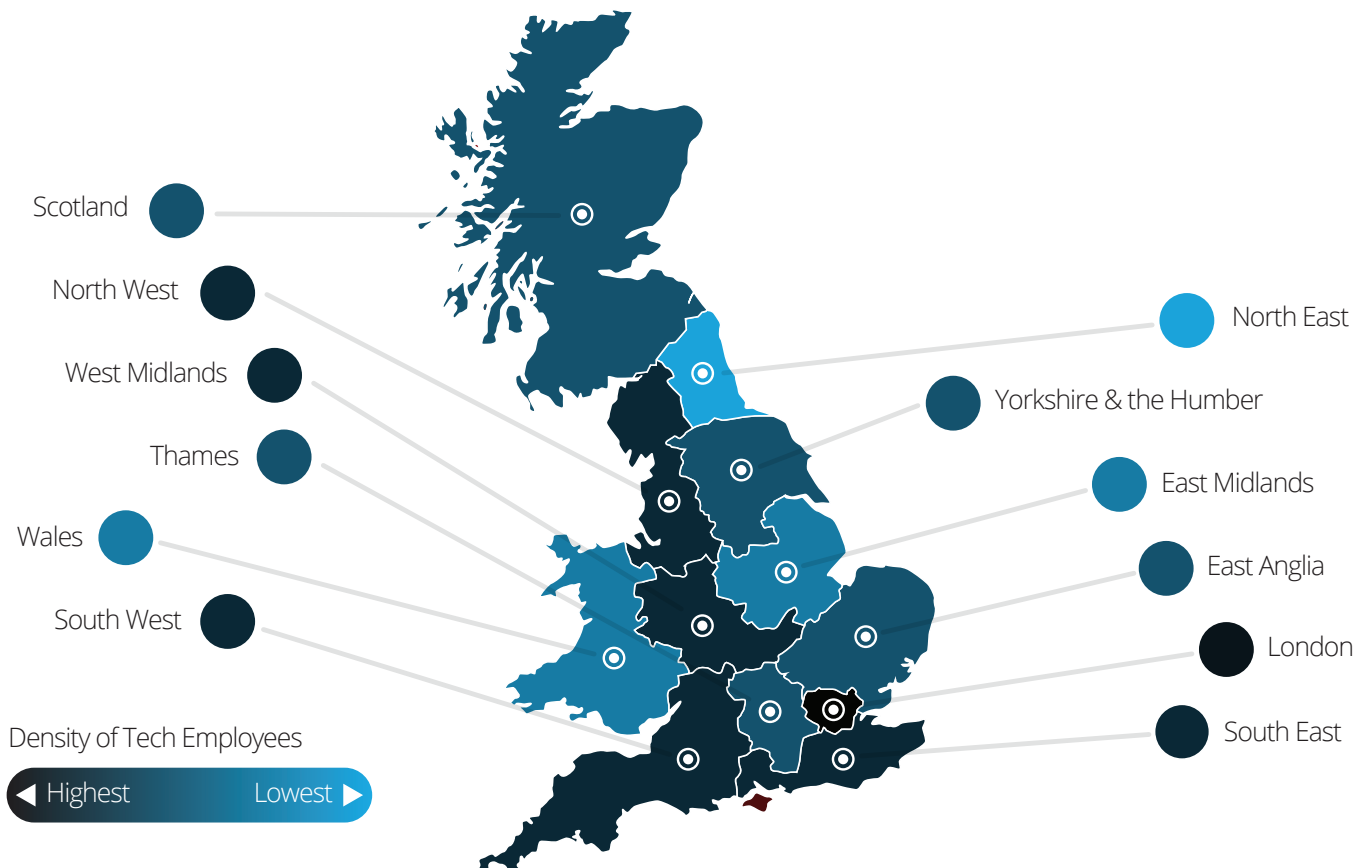 Scotland
North West
West Midlands
Thames
Wales
South West
North East
Yorkshire & the Humber
East Midlands
East Anglia
London
South East
Density of Tech Employees
Highest
Lowest